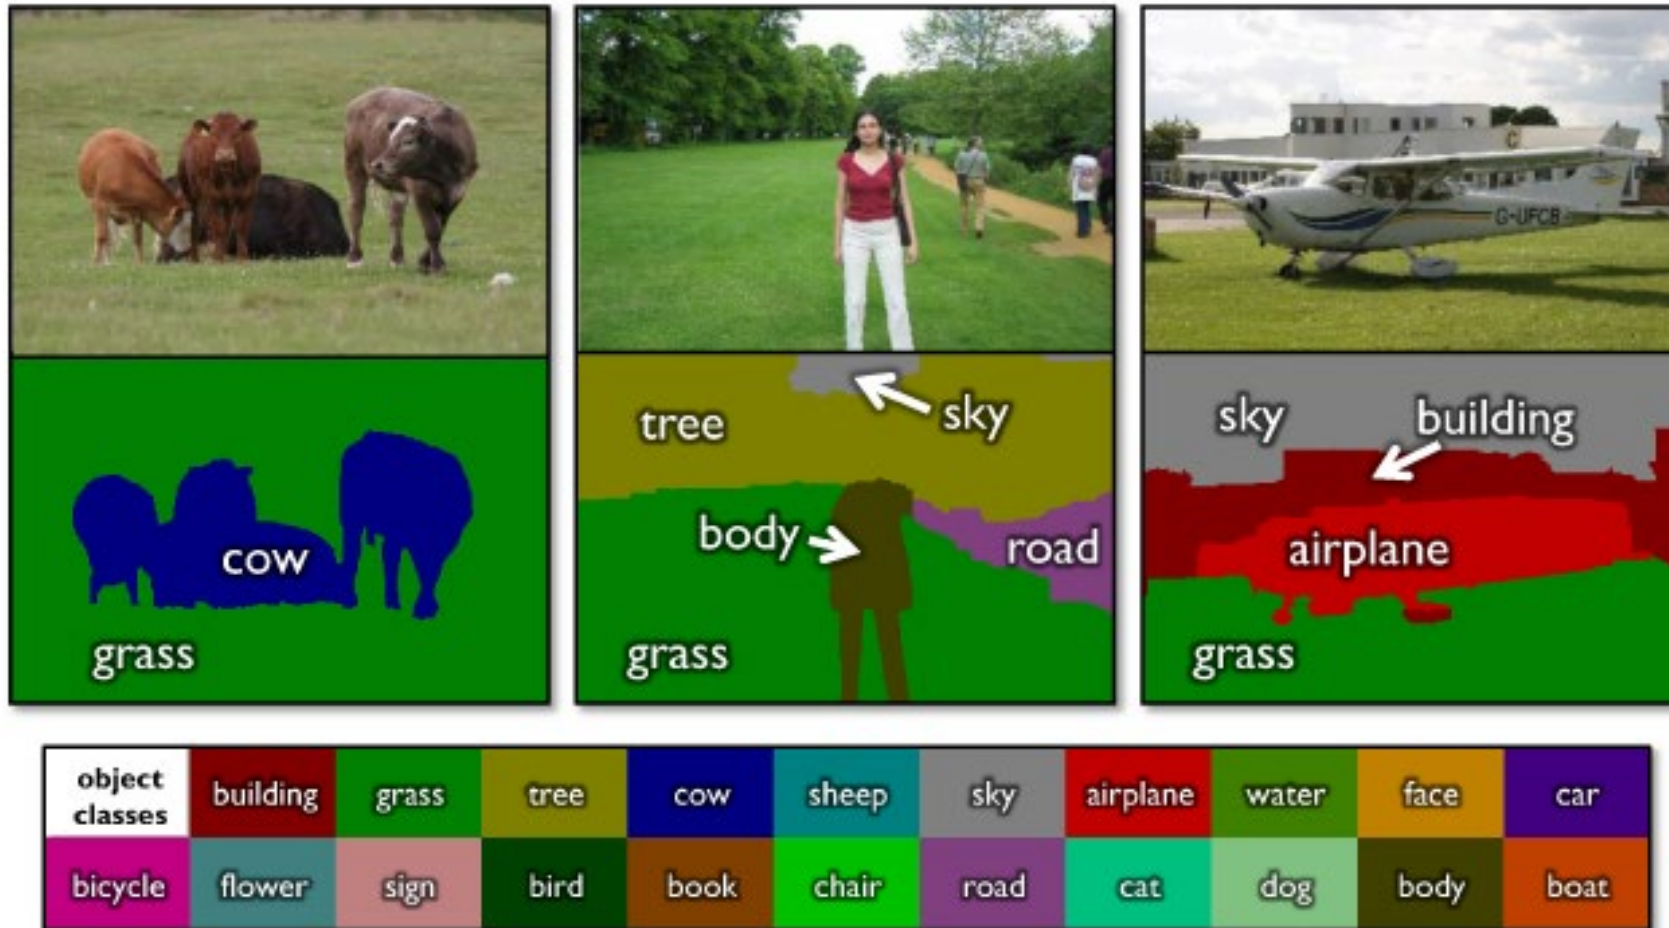 G-UFCB
cow
grass
tree
sky
body
road
grass
sky
building
airplane
grass
object classes
building
grass
tree
cow
sheep
sky
airplane
water
face
car
bicycle
flower
sign
bird
book
chair
road
cat
dog
body
boat